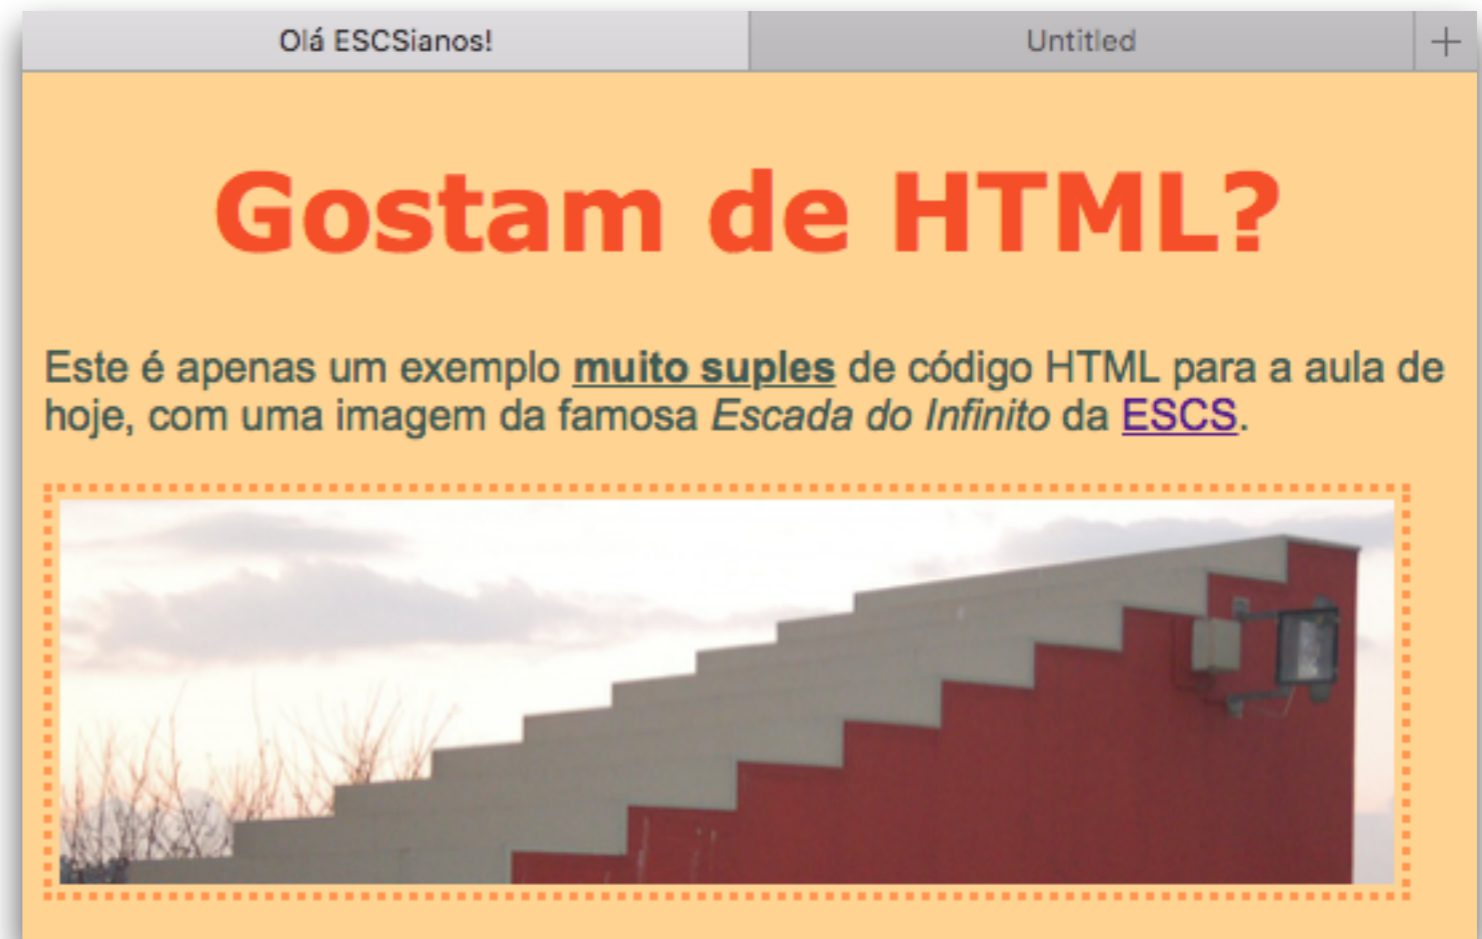 Olá ESCSianos!
Untitled
Gostam de HTML?
Este é apenas um exemplo muito suples de código HTML para a aula de
hoje, com uma imagem da famosa Escada do Infinito da ESCS.